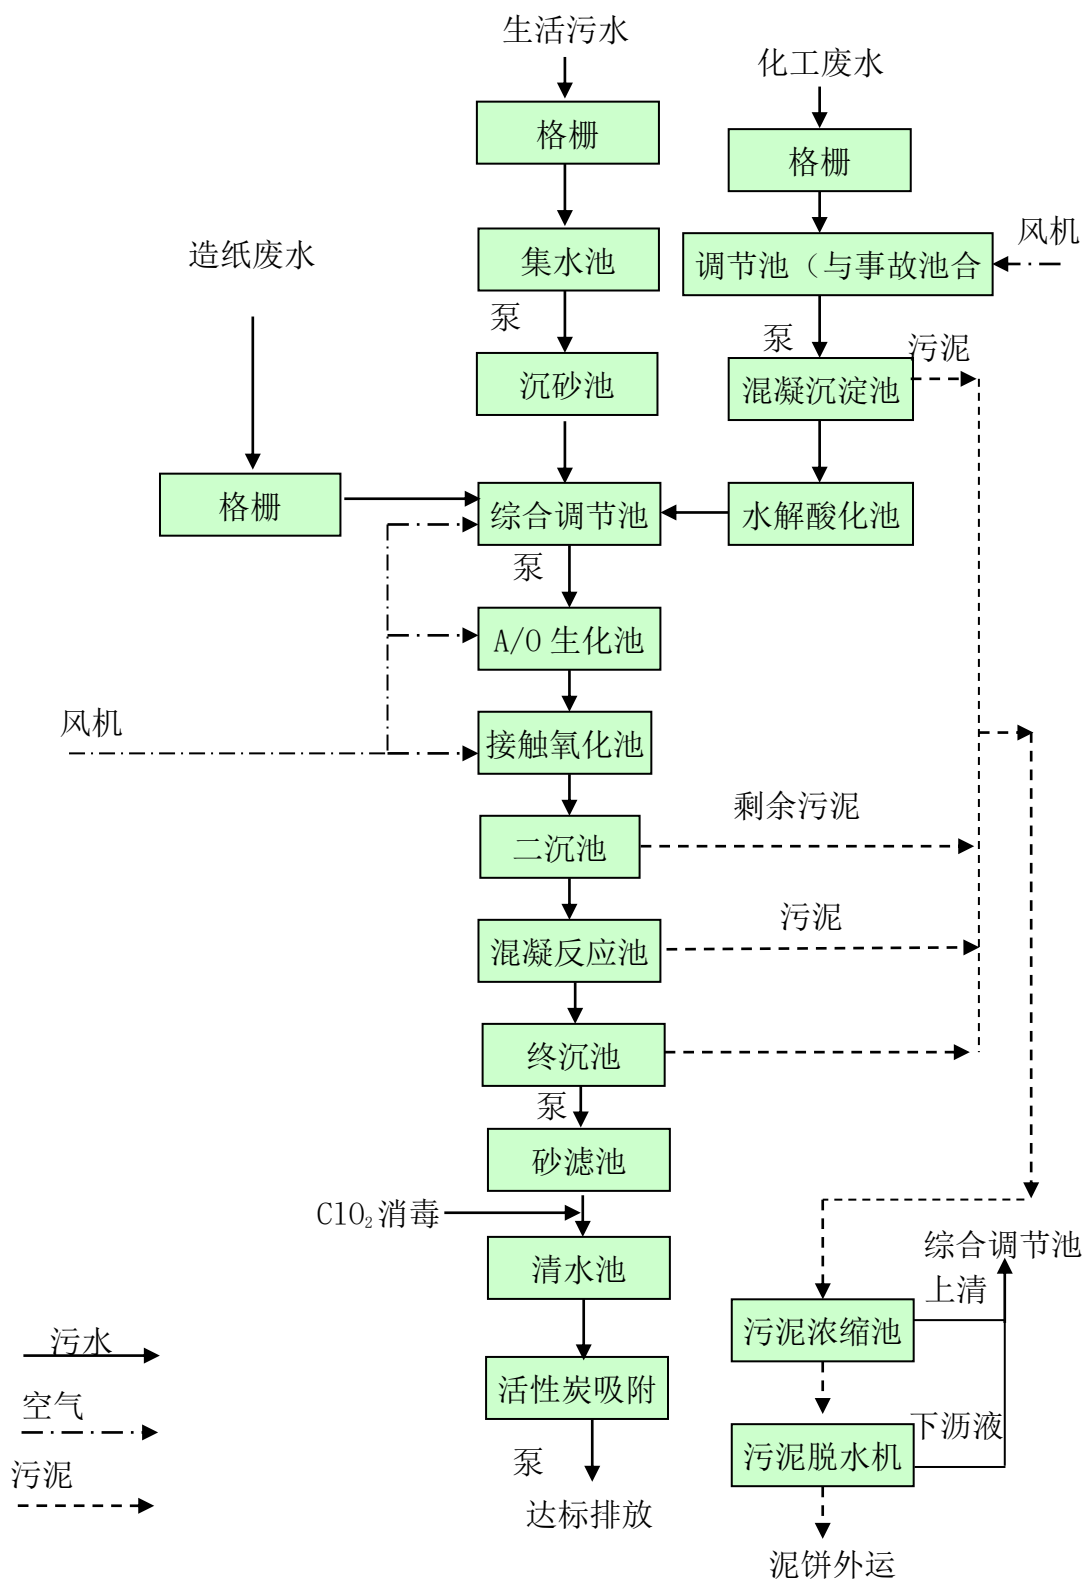 生活污水
化工废水
格栅
格栅
造纸废水
集水池
调节池（与事故池合
风机
泵
泵
污泥
沉砂池
混凝沉淀池
格栅
综合调节池
水解酸化池
泵
A/O 生化池
风机
接触氧化池
剩余污泥
二沉池
污泥
混凝反应池
终沉池
泵
砂滤池
ClO₂消毒
综合调节池
清水池
上清
污泥浓缩池
污水
活性炭吸附
空气
下沥液
污泥脱水机
泵
污泥
达标排放
泥饼外运